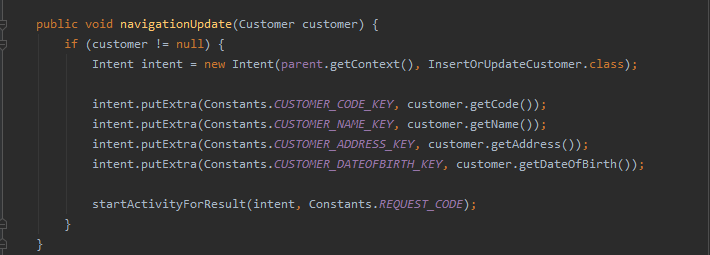 public void navigationUpdate(Customer customer) {
if (customer != null) {
Intent intent = new Intent(parent.getContext(), InsertOrUpdateCustomer.class);
intent.putExtra(Constants.CUSTOMER_CODE_KEY, customer.getCode());
intent.putExtra(Constants.CUSTOMER_NAME_KEY, customer.getName());
intent.putExtra(Constants.CUSTOMER_ADDRESS_KEY, customer.getAddress());
intent.putExtra(Constants.CUSTOMER_DATEOFBIRTH_KEY, customer.getDateOfBirth());
startActivityForResult(intent, Constants.REQUEST_CODE);
}
}